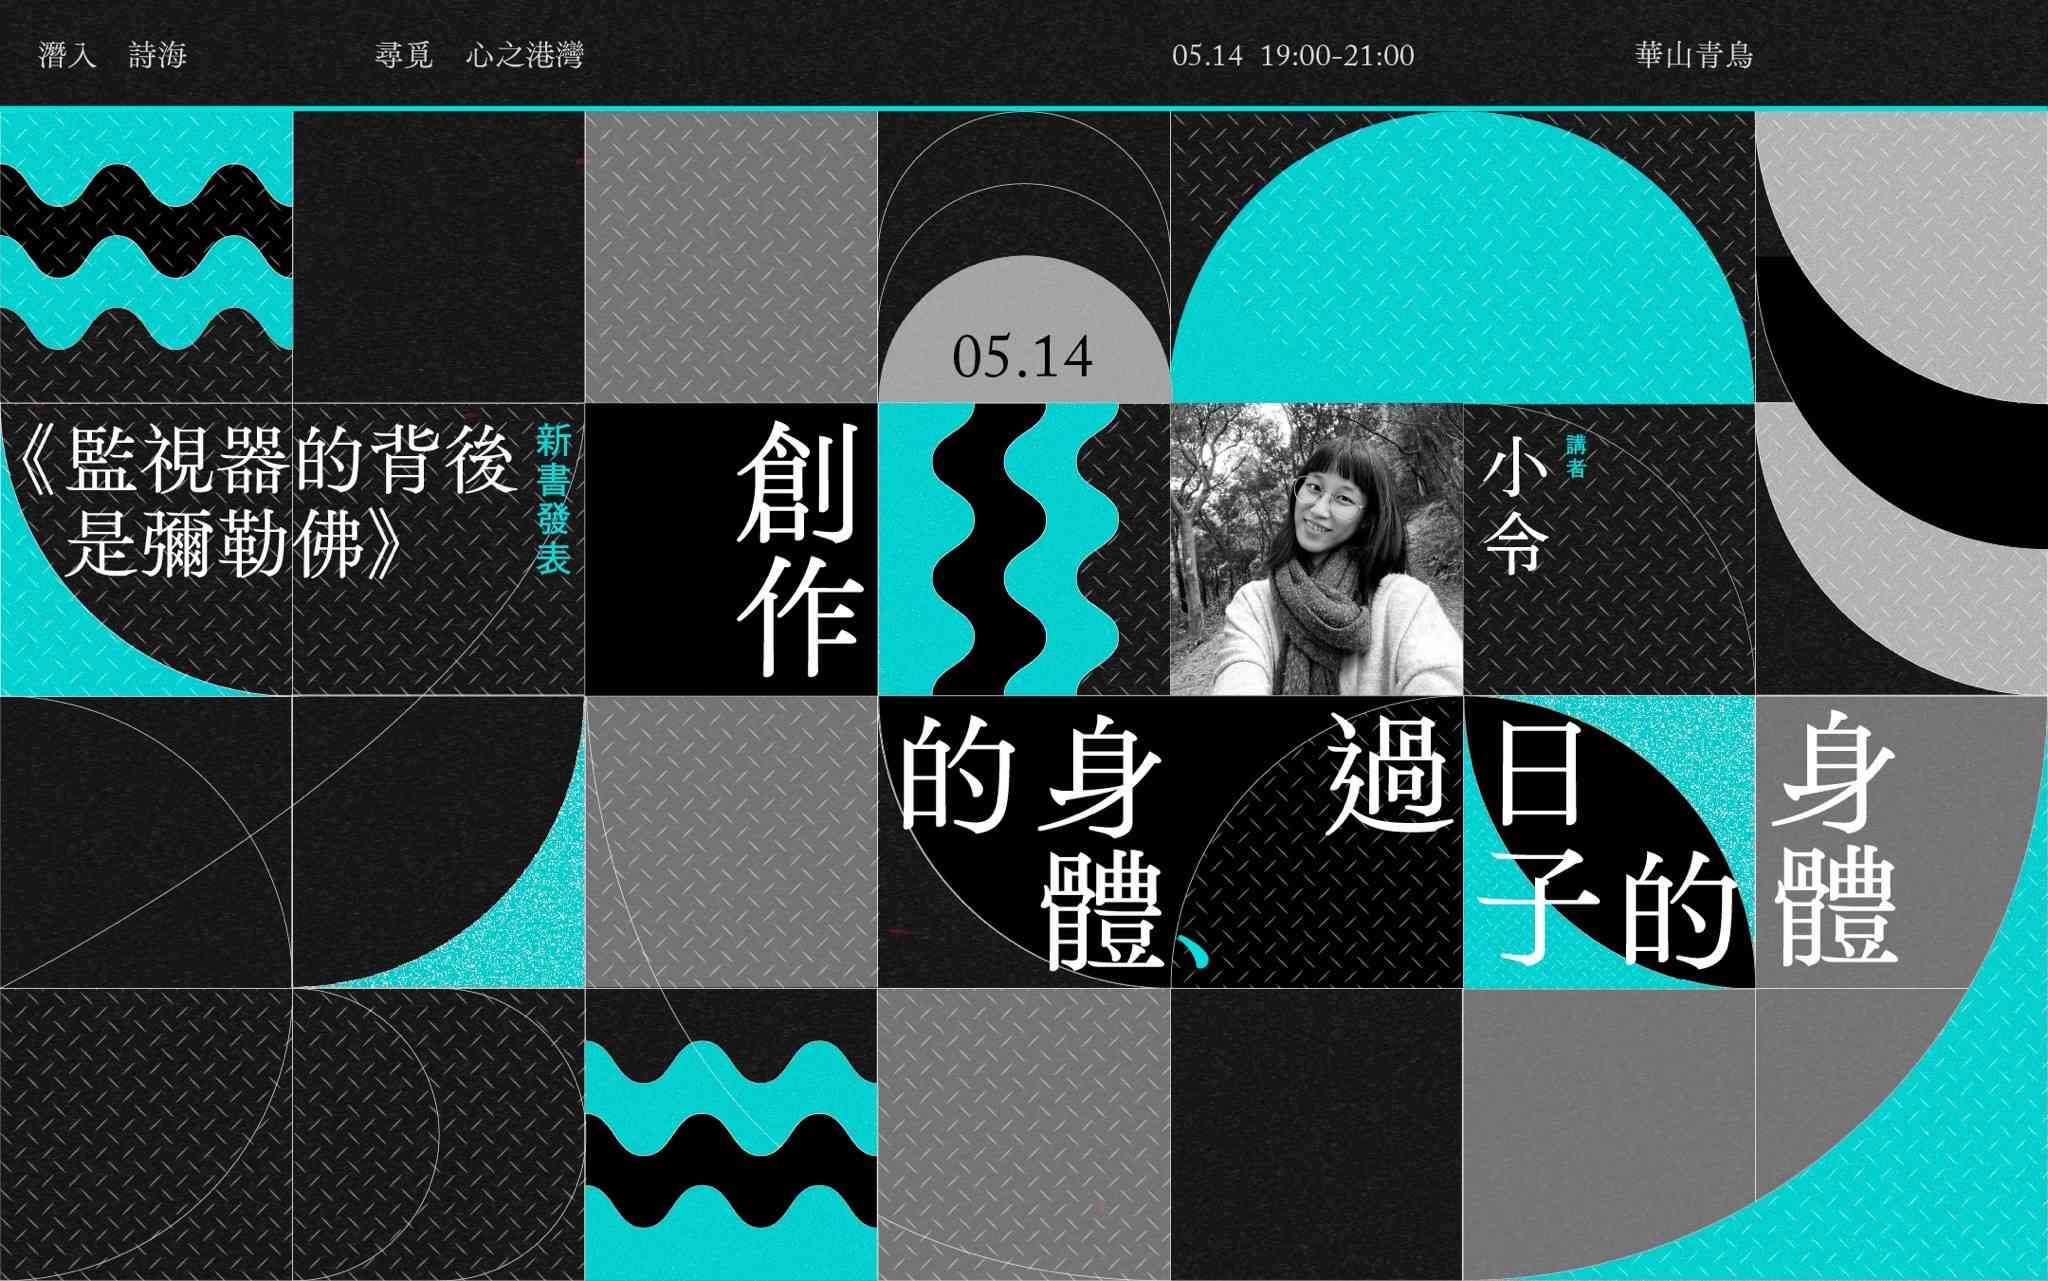 潛入　詩海
尋覓　心之港灣
05.14 19:00-21:00
華山青鳥
05.14
《監視器的背後
是彌勒佛》
新書發表
創作
的身體、
過日子的身體
講者
小令